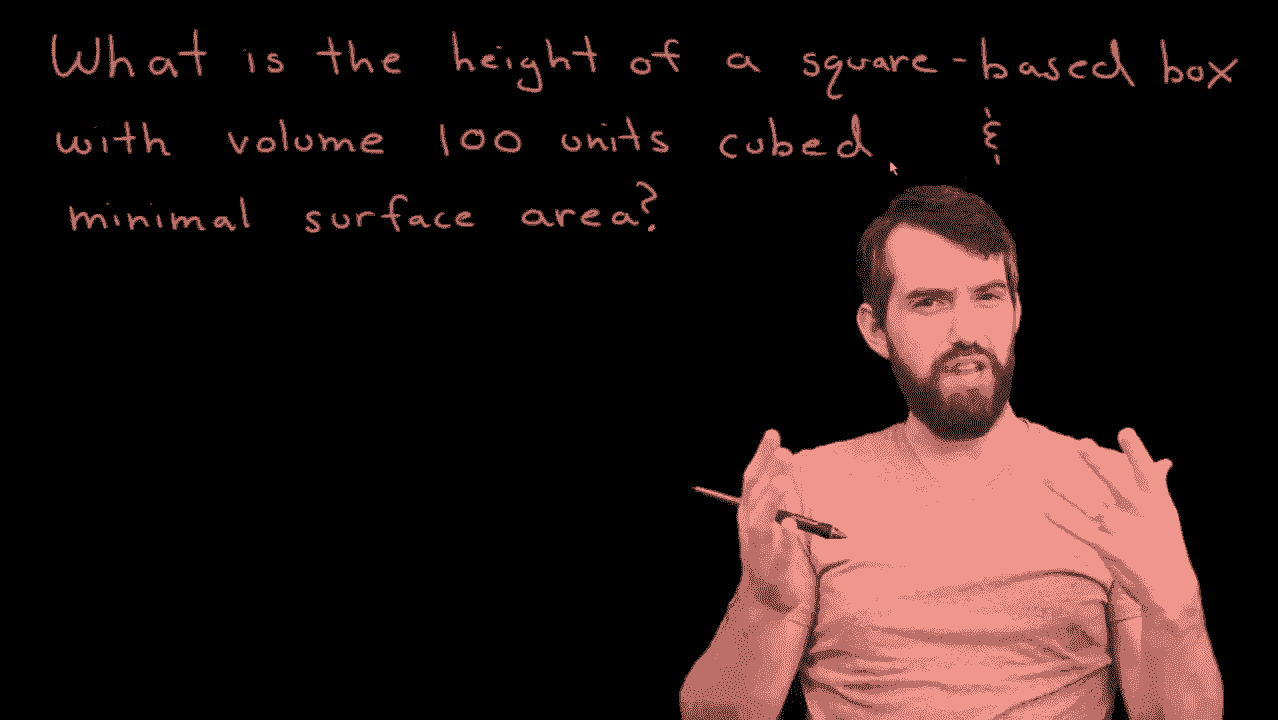 What is the height of a square-based box
with volume 100 units cubed &
minimal surface area?